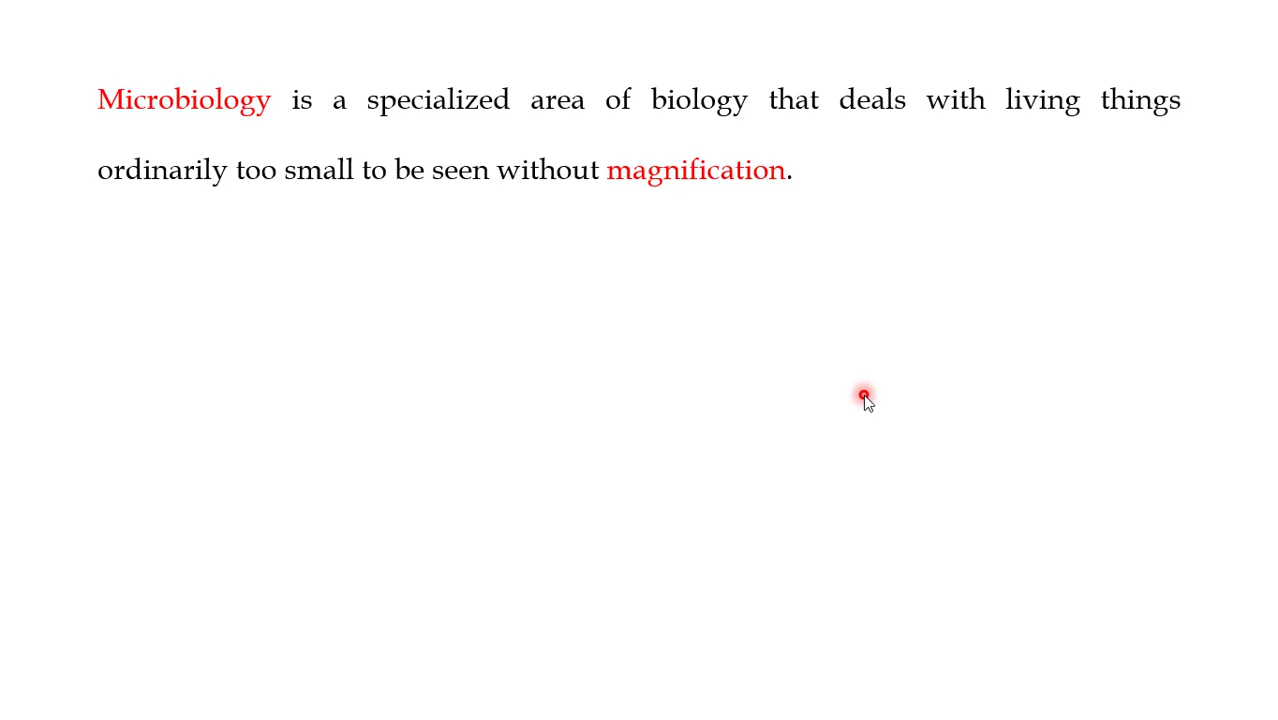 Microbiology is a specialized area of biology that deals with living things
ordinarily too small to be seen without magnification.